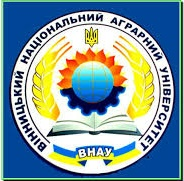 ВІННИЦЬКИЙ НАЦІОНАЛЬНИЙ АГРАРНИЙ УНІВЕРСИТЕТ
ВНАУ